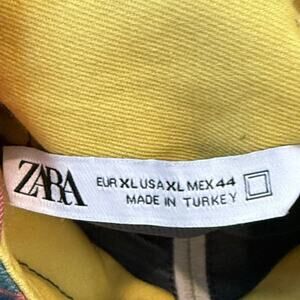 ZARA
EUR XL USA XL MEX 44
MADE IN TURKEY